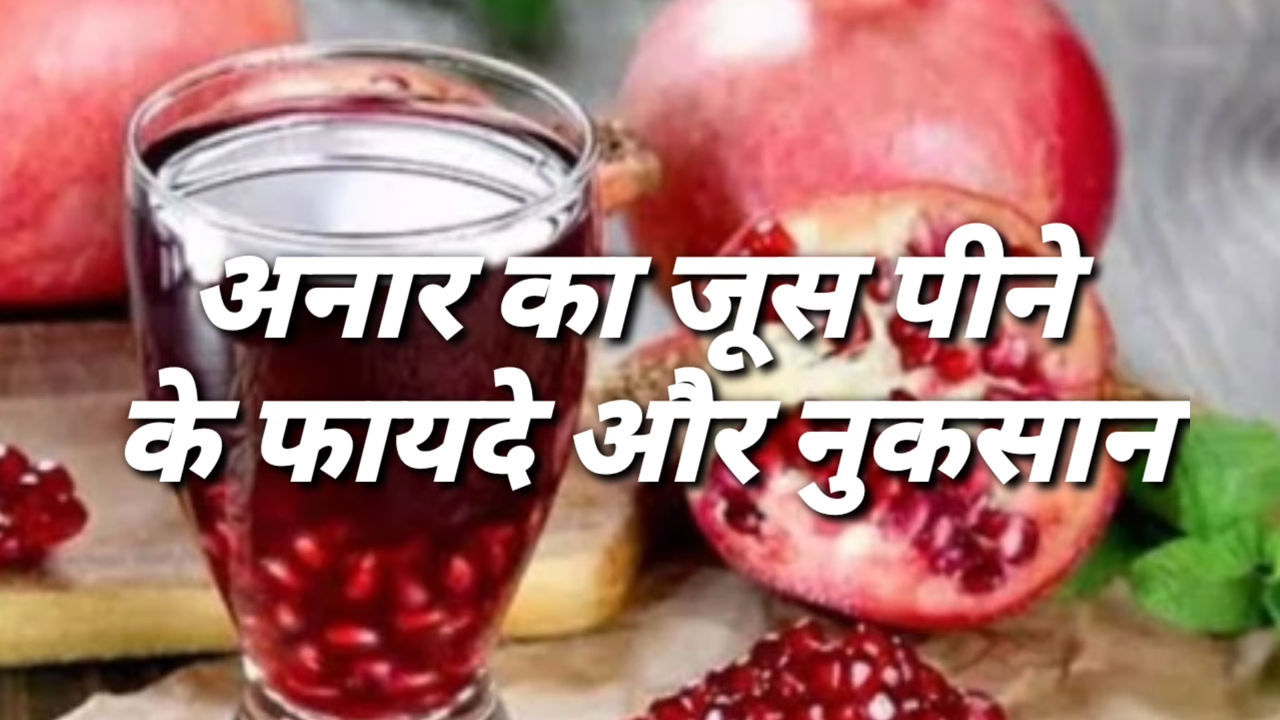 अनार का जूस पीने
के फायदे और नुकसान